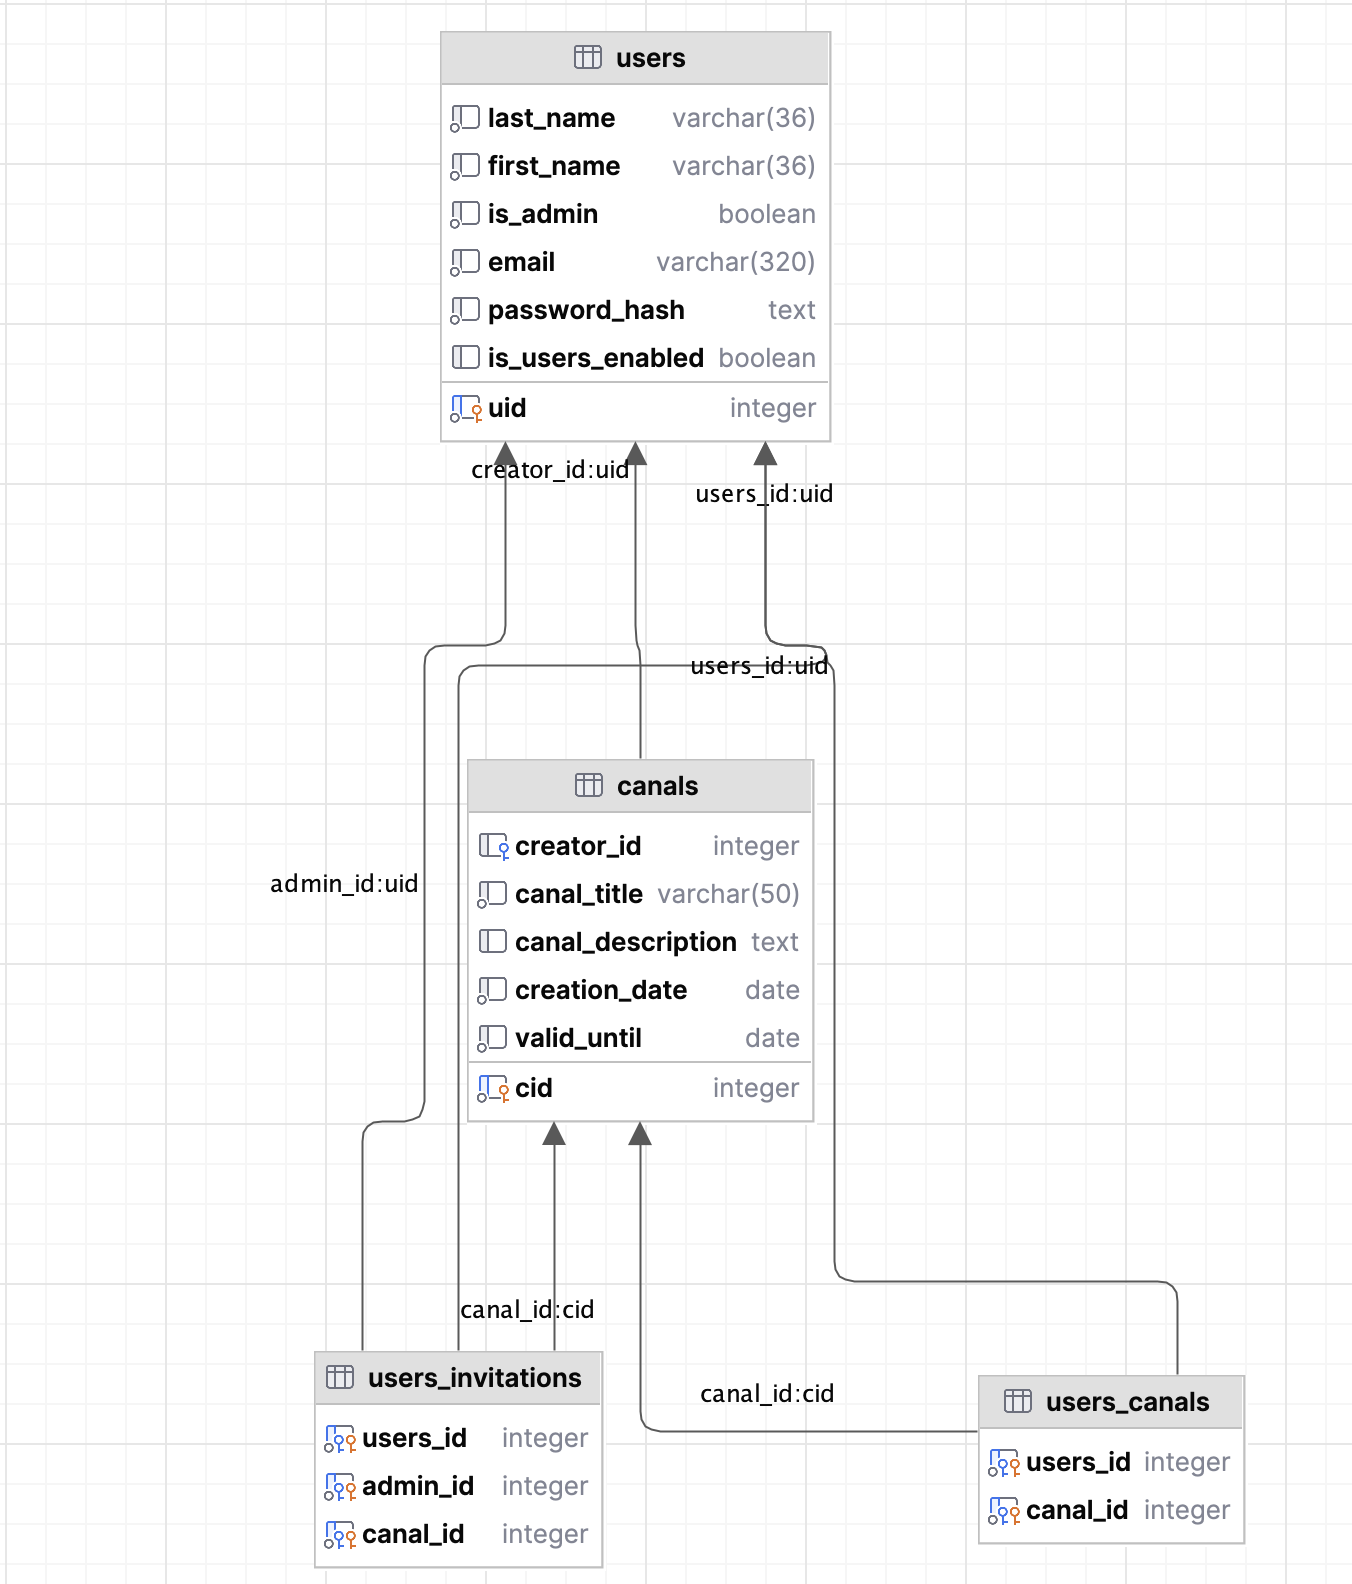 users
last_name varchar(36)
first_name varchar(36)
is_admin boolean
email varchar(320)
password_hash text
is_users_enabled boolean
uid integer
creator_id:uid
users_id:uid
users_id:uid
canals
creator_id integer
canal_title varchar(50)
canal_description text
creation_date date
valid_until date
cid integer
admin_id:uid
canal_id:cid
canal_id:cid
users_invitations
users_id integer
admin_id integer
canal_id integer
users_canals
users_id integer
canal_id integer